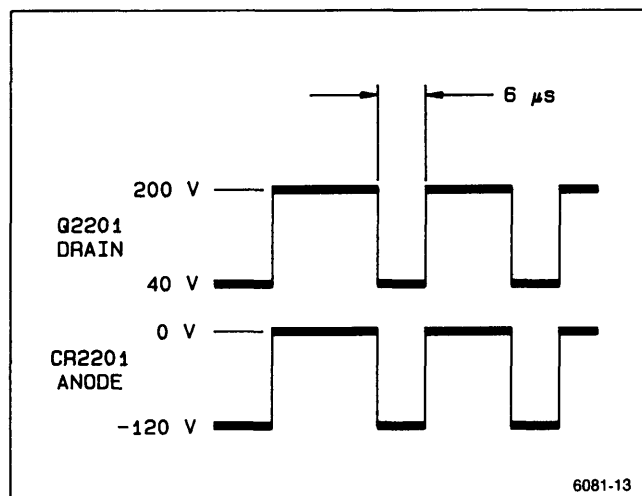 6 µs
200 V
Q2201
DRAIN
40 V
0 V
CR2201
ANODE
-120 V
6081-13